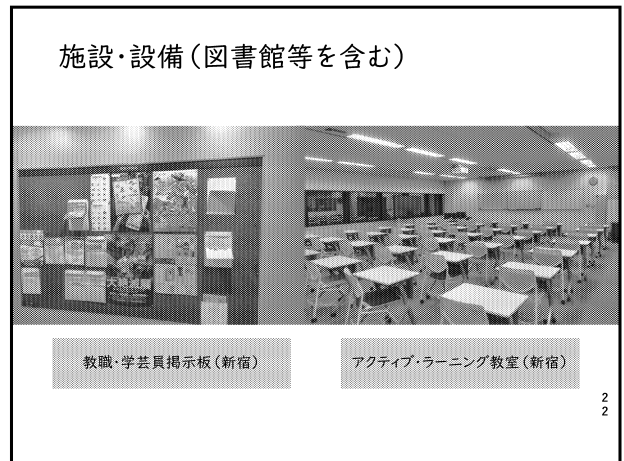 施設・設備（図書館等を含む）
教職・学芸員掲示板（新宿）
アクティブ・ラーニング教室（新宿）
2
2